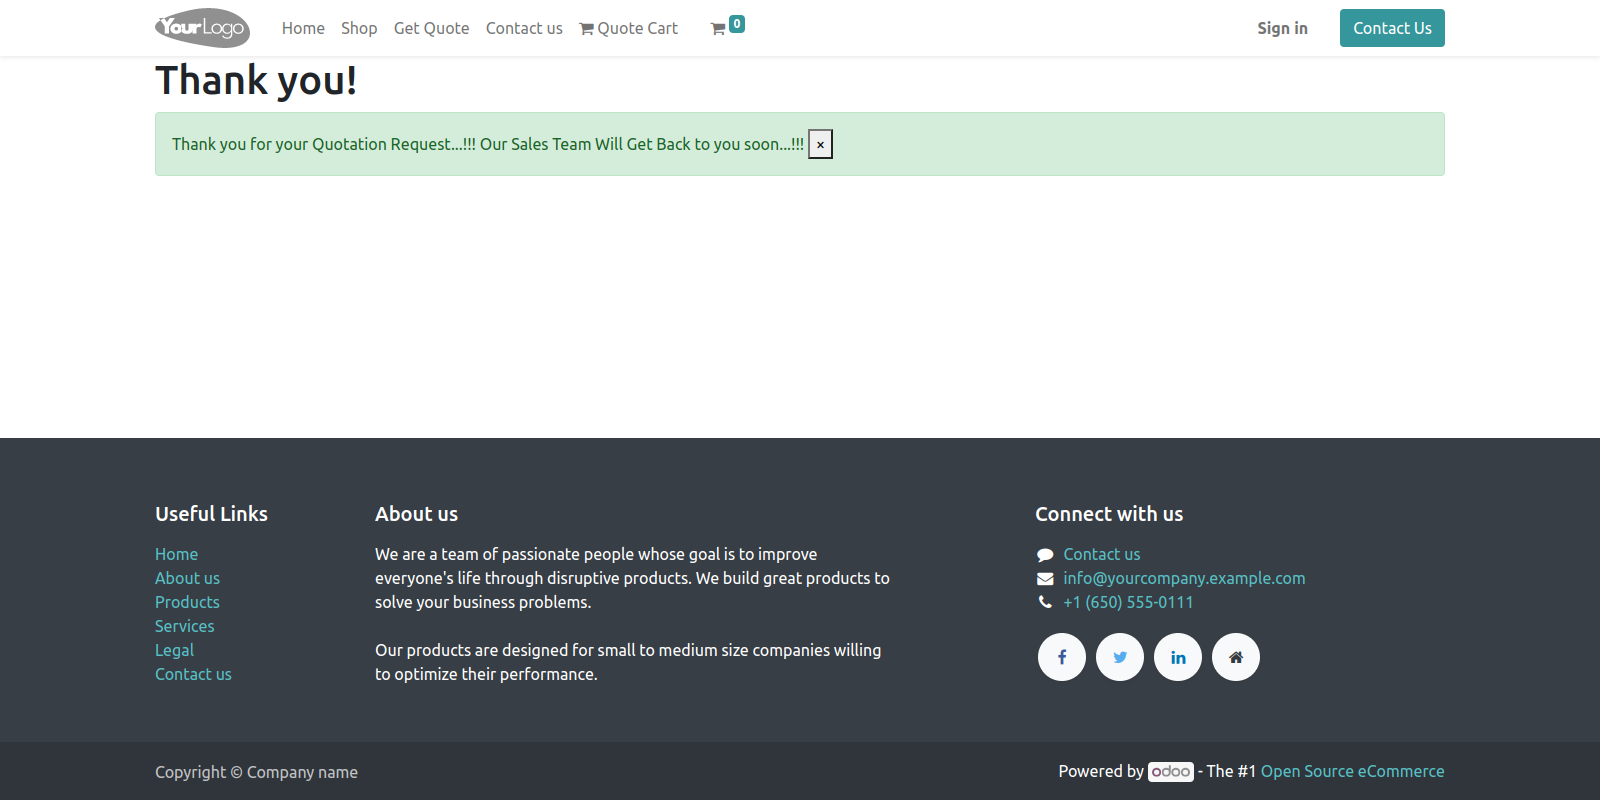 YourLogo Home Shop Get Quote Contact us Quote Cart 0 Sign in Contact Us
Thank you!
Thank you for your Quotation Request...!!! Our Sales Team Will Get Back to you soon...!!! ×
Useful Links
Home
About us
Products
Services
Legal
Contact us
About us
We are a team of passionate people whose goal is to improve
everyone's life through disruptive products. We build great products to
solve your business problems.
Our products are designed for small to medium size companies willing
to optimize their performance.
Connect with us
Contact us
info@yourcompany.example.com
+1 (650) 555-0111
Copyright © Company name
Powered by odoo - The #1 Open Source eCommerce